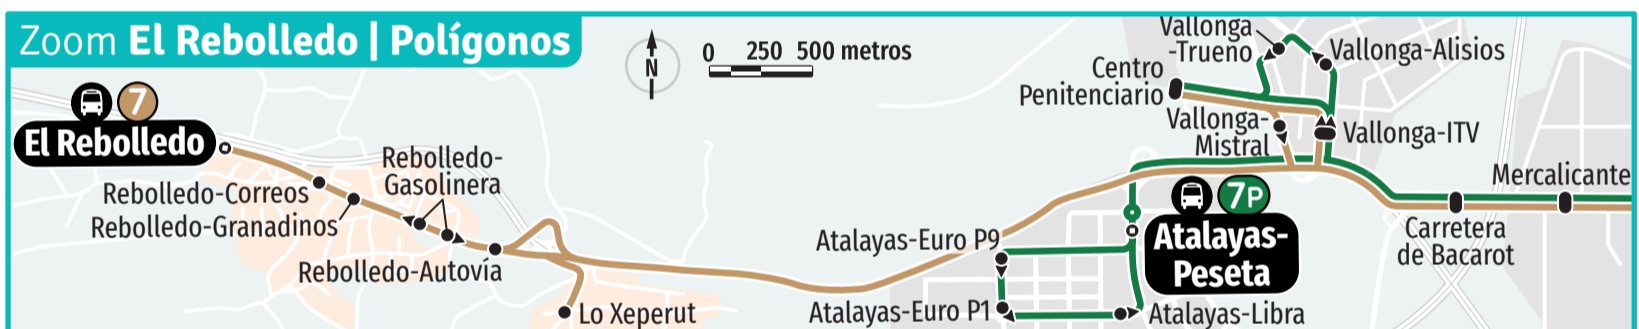 Zoom El Rebolledo | Polígonos
N
0 250 500 metros
7
El Rebolledo
Rebolledo-Correos
Rebolledo-Granadinos
Rebolledo-
Gasolinera
Rebolledo-Autovía
Lo Xeperut
Atalayas-Euro P9
Atalayas-Euro P1
Atalayas-Libra
7P
Atalayas-
Peseta
Centro
Penitenciario
Vallonga
-Trueno
Vallonga-Alisios
Vallonga-
Mistral
Vallonga-ITV
Mercalicante
Carretera
de Bacarot